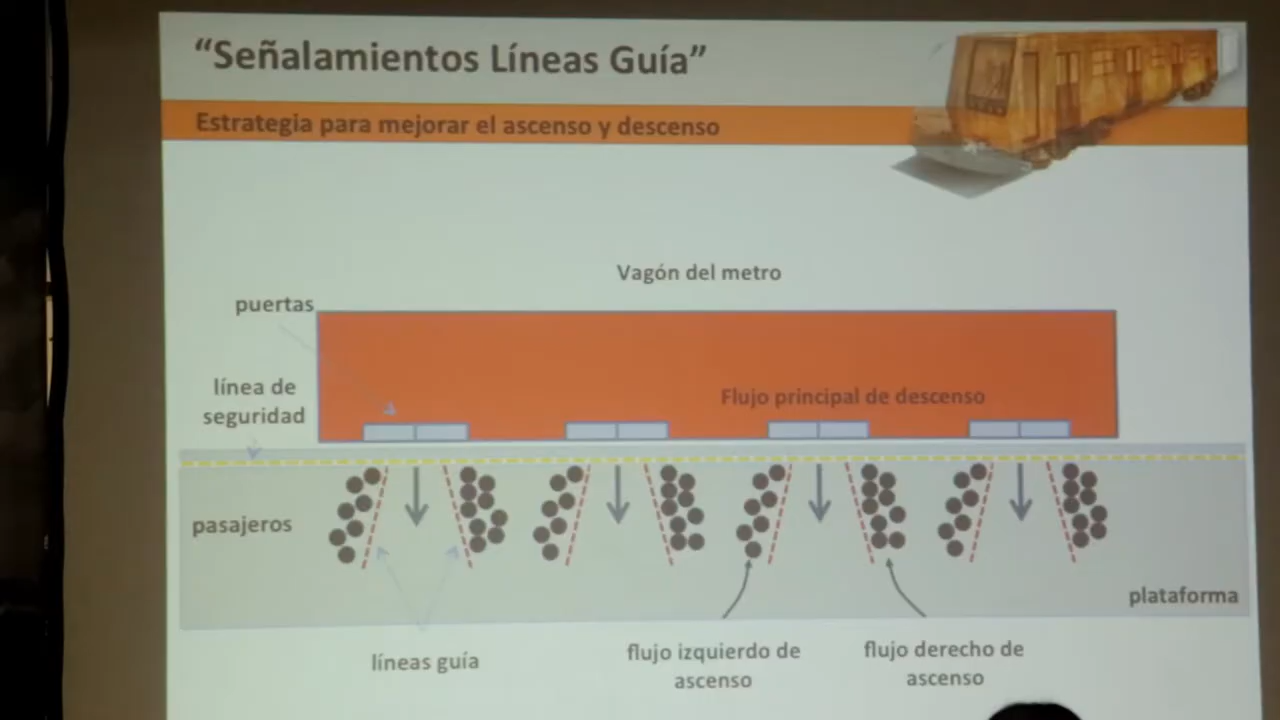 “Señalamientos Líneas Guía”
Estrategia para mejorar el ascenso y descenso
Vagón del metro
puertas
línea de
seguridad
Flujo principal de descenso
pasajeros
plataforma
líneas guía
flujo izquierdo de
ascenso
flujo derecho de
ascenso